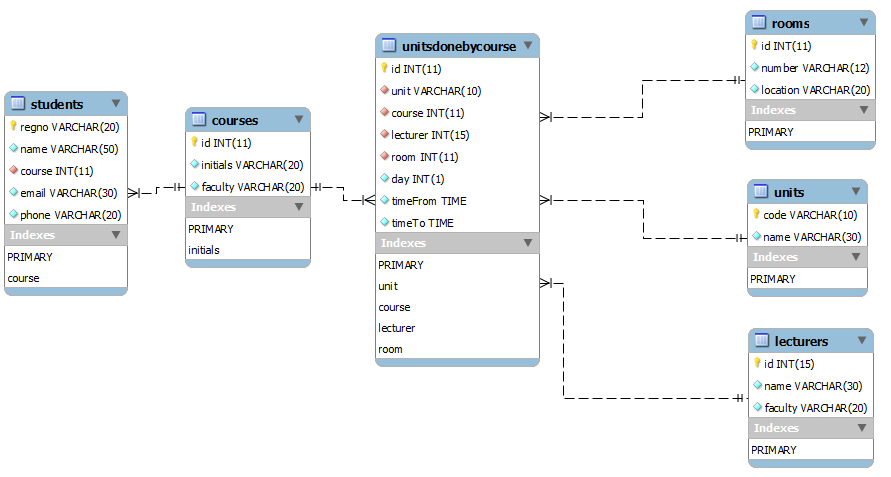 students
regno VARCHAR(20)
name VARCHAR(50)
course INT(11)
email VARCHAR(30)
phone VARCHAR(20)
Indexes
PRIMARY
course
courses
id INT(11)
initials VARCHAR(20)
faculty VARCHAR(20)
Indexes
PRIMARY
initials
unitsdonebycourse
id INT(11)
unit VARCHAR(10)
course INT(11)
lecturer INT(15)
room INT(11)
day INT(1)
timeFrom TIME
timeTo TIME
Indexes
PRIMARY
unit
course
lecturer
room
rooms
id INT(11)
number VARCHAR(12)
location VARCHAR(20)
Indexes
PRIMARY
units
code VARCHAR(10)
name VARCHAR(30)
Indexes
PRIMARY
lecturers
id INT(15)
name VARCHAR(30)
faculty VARCHAR(20)
Indexes
PRIMARY